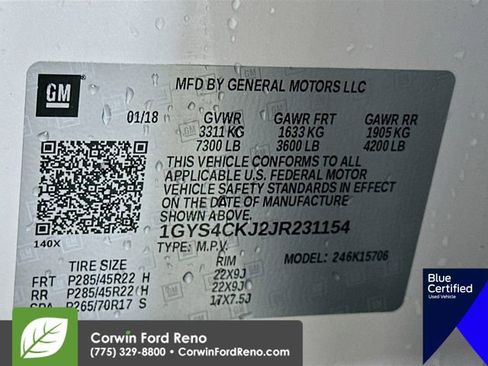 GM
MFD BY GENERAL MOTORS LLC
01/18 GVWR GAWR FRT GAWR RR
3311 KG 1633 KG 1905 KG
7300 LB 3600 LB 4200 LB
THIS VEHICLE CONFORMS TO ALL
APPLICABLE U.S. FEDERAL MOTOR
VEHICLE SAFETY STANDARDS IN EFFECT
ON THE DATE OF MANUFACTURE
SHOWN ABOVE.
1GYS4CKJ2JR231154
140X
TYPE: M.P.V. MODEL: 246K15706
TIRE SIZE RIM
FRT P285/45R22 H 22X9J
RR P285/45R22 H 22X9J
SPA P265/70R17 S 17X7.5J
Blue
Certified
Used Vehicle
Corwin Ford Reno
(775) 329-8800 • CorwinFordReno.com